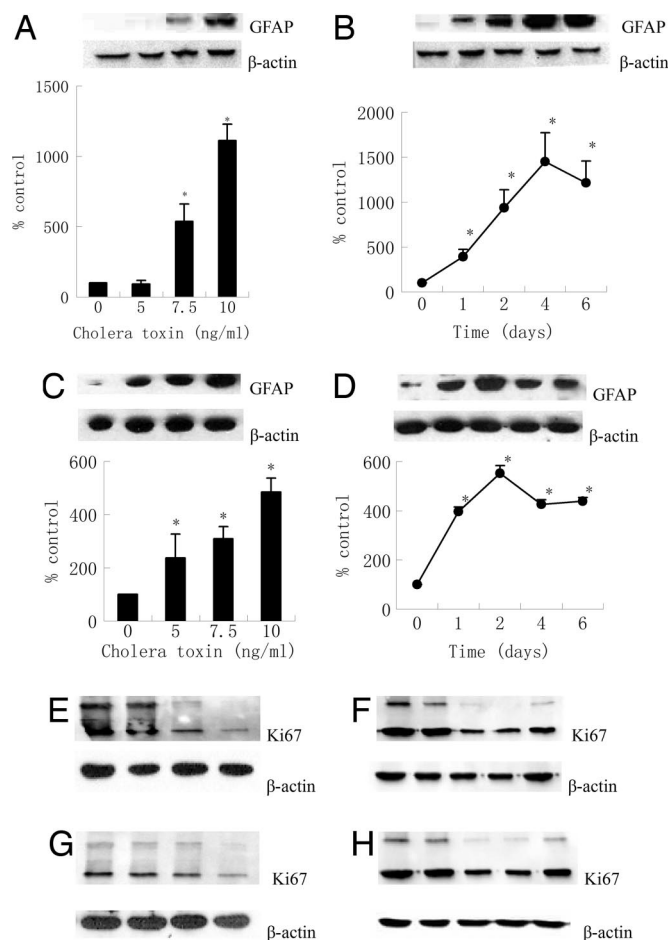 A
GFAP
β-actin
1500
1000
500
0
% control
*
*
0 5 7.5 10
Cholera toxin (ng/ml)
B
GFAP
β-actin
2000
1500
1000
500
0
% control
*
*
*
*
0 1 2 4 6
Time (days)
C
GFAP
β-actin
600
400
200
0
% control
*
*
*
0 5 7.5 10
Cholera toxin (ng/ml)
D
GFAP
β-actin
600
400
200
0
% control
*
*
*
*
0 1 2 4 6
Time (days)
E
Ki67
β-actin
F
Ki67
β-actin
G
Ki67
β-actin
H
Ki67
β-actin